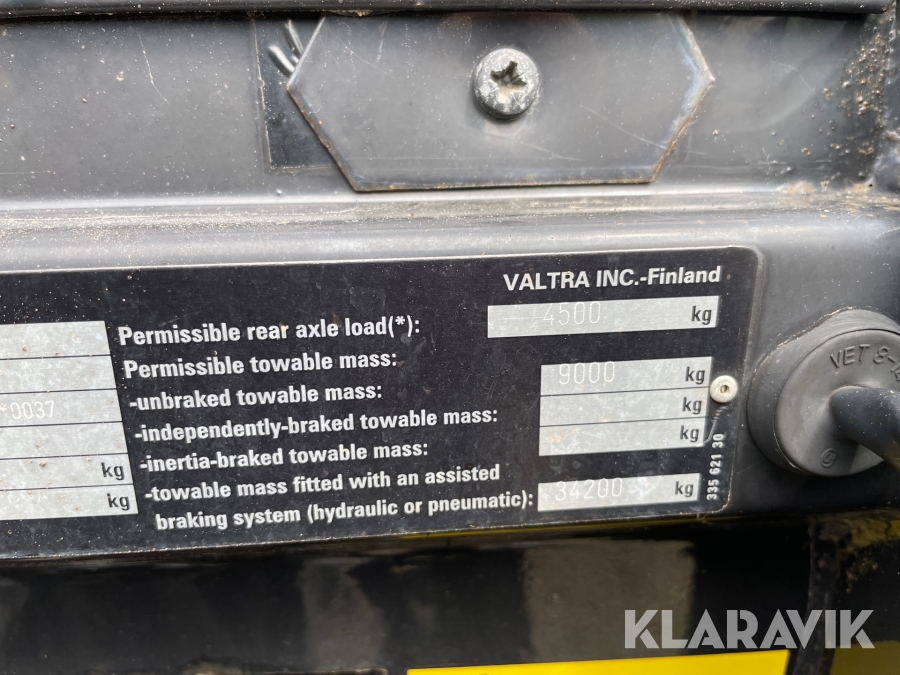 VALTRA INC.-Finland
Permissible rear axle load(*): 4500 kg
Permissible towable mass:
-unbraked towable mass: 9000 kg
-independently-braked towable mass: kg
-inertia-braked towable mass: kg
-towable mass fitted with an assisted
braking system (hydraulic or pneumatic): 34200 kg
0037
kg
kg
335 621 30
VET
KLARAVIK